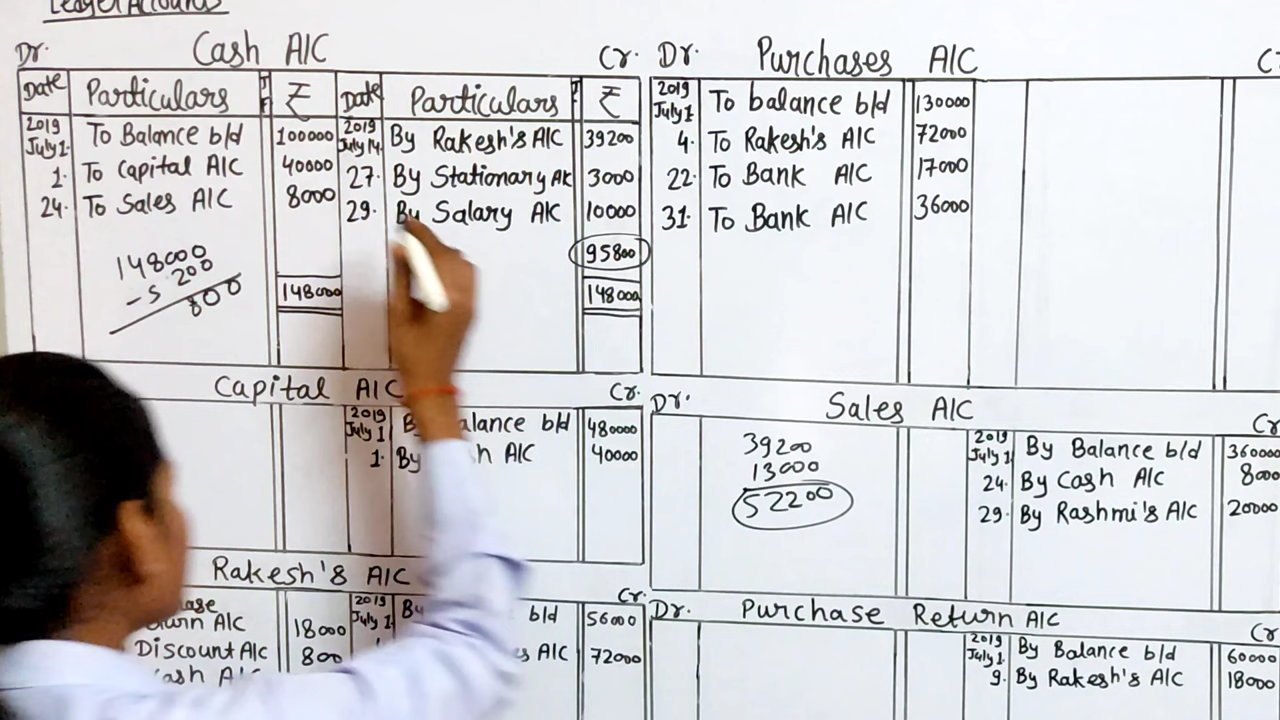 Ledger Accounts
Dr. Cash A/C Cr.
Date Particulars JF ₹ Date Particulars JF ₹
2019 July 1. To Balance b/d 100000 2019 July 14. By Rakesh's A/C 39200
1. To Capital A/C 40000 27. By Stationary A/C 3000
24. To Sales A/C 8000 29. By Salary A/C 10000
95800
148000 148000
148000
-5 200
800
Dr. Purchases A/C C
2019 July 1 To balance b/d 130000
4. To Rakesh's A/C 72000
22. To Bank A/C 17000
31. To Bank A/C 36000
Capital A/C Cr.
2019 July 1 By Balance b/d 480000
1. By A/C 40000
Dr. Sales A/C Cr
2019 July 1. By Balance b/d 360000
24. By Cash A/C 8000
29. By Rashmi's A/C 20000
39200
13000
52200
Rakesh's A/C Cr.
A/C 18000 2019 July 1 b/d 56000
Discount A/C 800 A/C 72000
A/C
Dr. Purchase Return A/C Cr
2019 July 1. By Balance b/d 60000
9. By Rakesh's A/C 18000